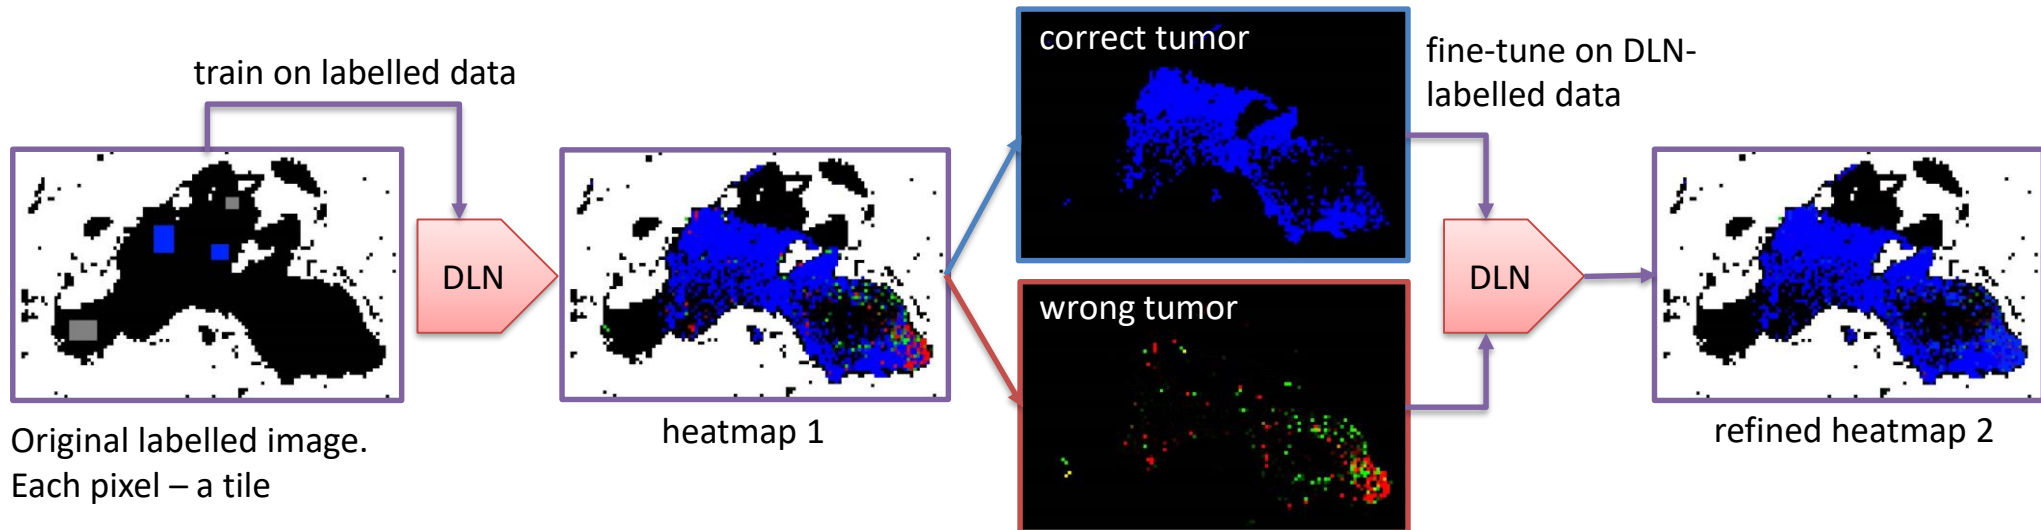 train on labelled data
Original labelled image.
Each pixel – a tile
DLN
heatmap 1
correct tumor
wrong tumor
fine-tune on DLN-
labelled data
DLN
refined heatmap 2